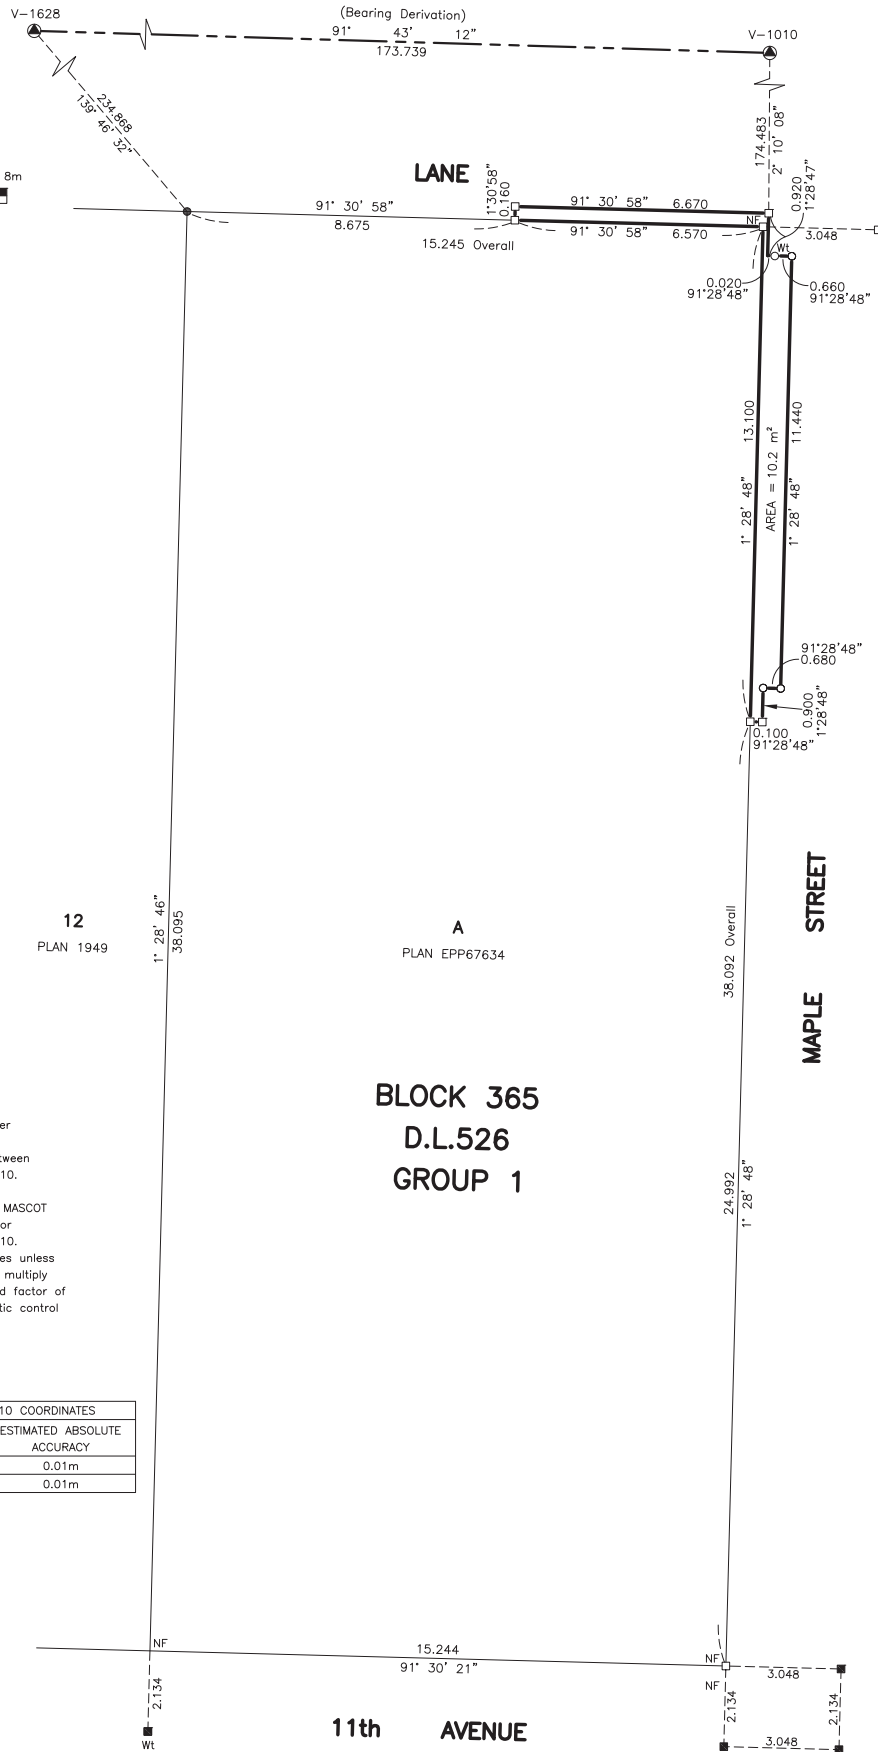 V-1628
(Bearing Derivation)
91° 43' 12"
173.739
V-1010
234.868
139° 46' 32"
174.483
2° 10' 08"
8m
LANE
1°30'58"
0.160
91° 30' 58" 6.670
0.920
1°28'47"
91° 30' 58"
8.675
NF
91° 30' 58" 6.570
3.048
15.245 Overall
Wt
0.020
91°28'48"
0.660
91°28'48"
13.100
1° 28' 48"
AREA = 10.2 m²
11.440
1° 28' 48"
91°28'48"
0.680
0.900
1°28'48"
0.100
91°28'48"
MAPLE STREET
12
PLAN 1949
1° 28' 46"
38.095
A
PLAN EPP67634
38.092 Overall
BLOCK 365
D.L.526
GROUP 1
24.992
1° 28' 48"
er
tween
10.
MASCOT
or
10.
es unless
multiply
d factor of
tic control
10 COORDINATES
ESTIMATED ABSOLUTE
ACCURACY
0.01m
0.01m
NF
15.244
91° 30' 21"
NF
NF
3.048
2.134
2.134
2.134
Wt
11th AVENUE
3.048